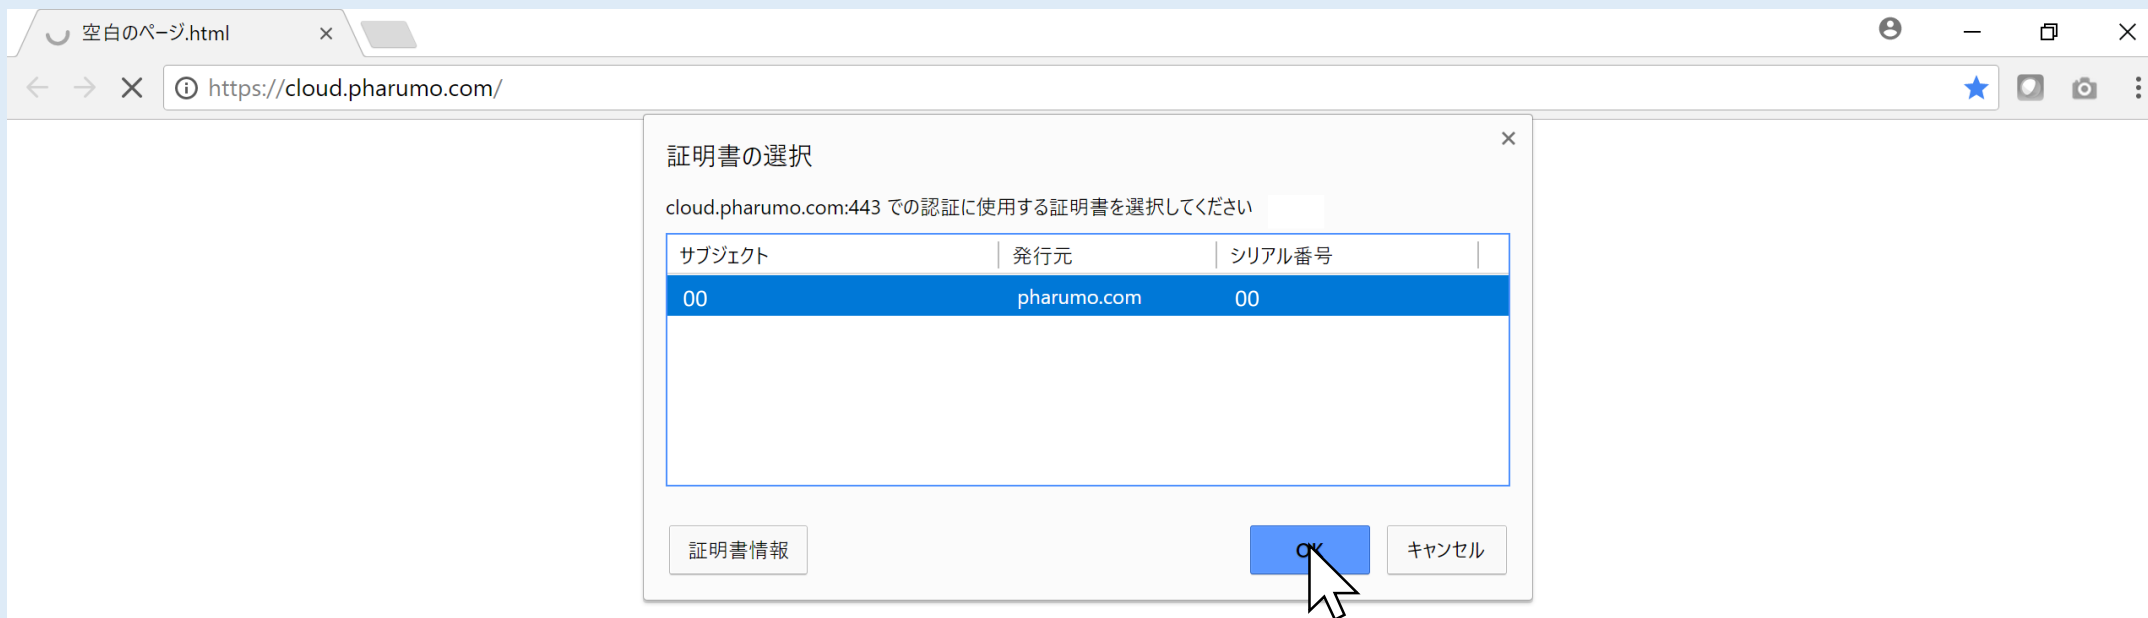 空白のページ.html
https://cloud.pharumo.com/
証明書の選択
cloud.pharumo.com:443 での認証に使用する証明書を選択してください
サブジェクト 発行元 シリアル番号
00 pharumo.com 00
証明書情報 OK キャンセル